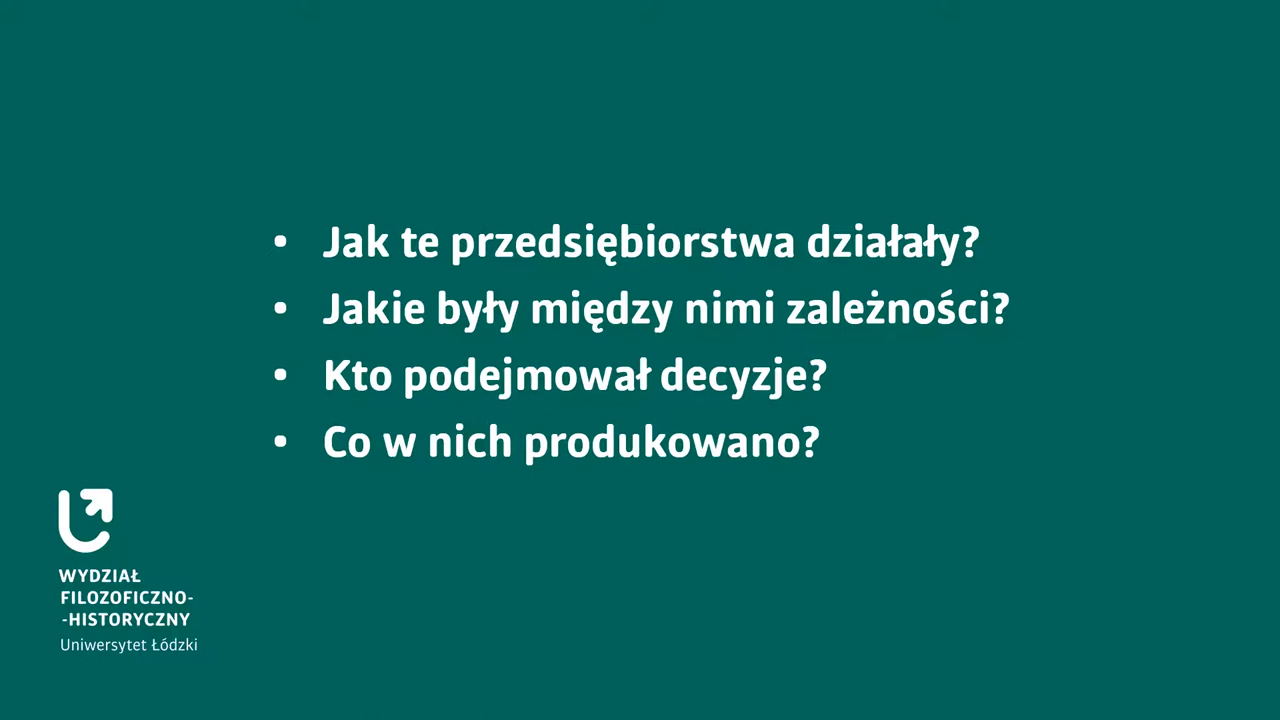 • Jak te przedsiębiorstwa działały?
• Jakie były między nimi zależności?
• Kto podejmował decyzje?
• Co w nich produkowano?
WYDZIAŁ
FILOZOFICZNO-
-HISTORYCZNY
Uniwersytet Łódzki